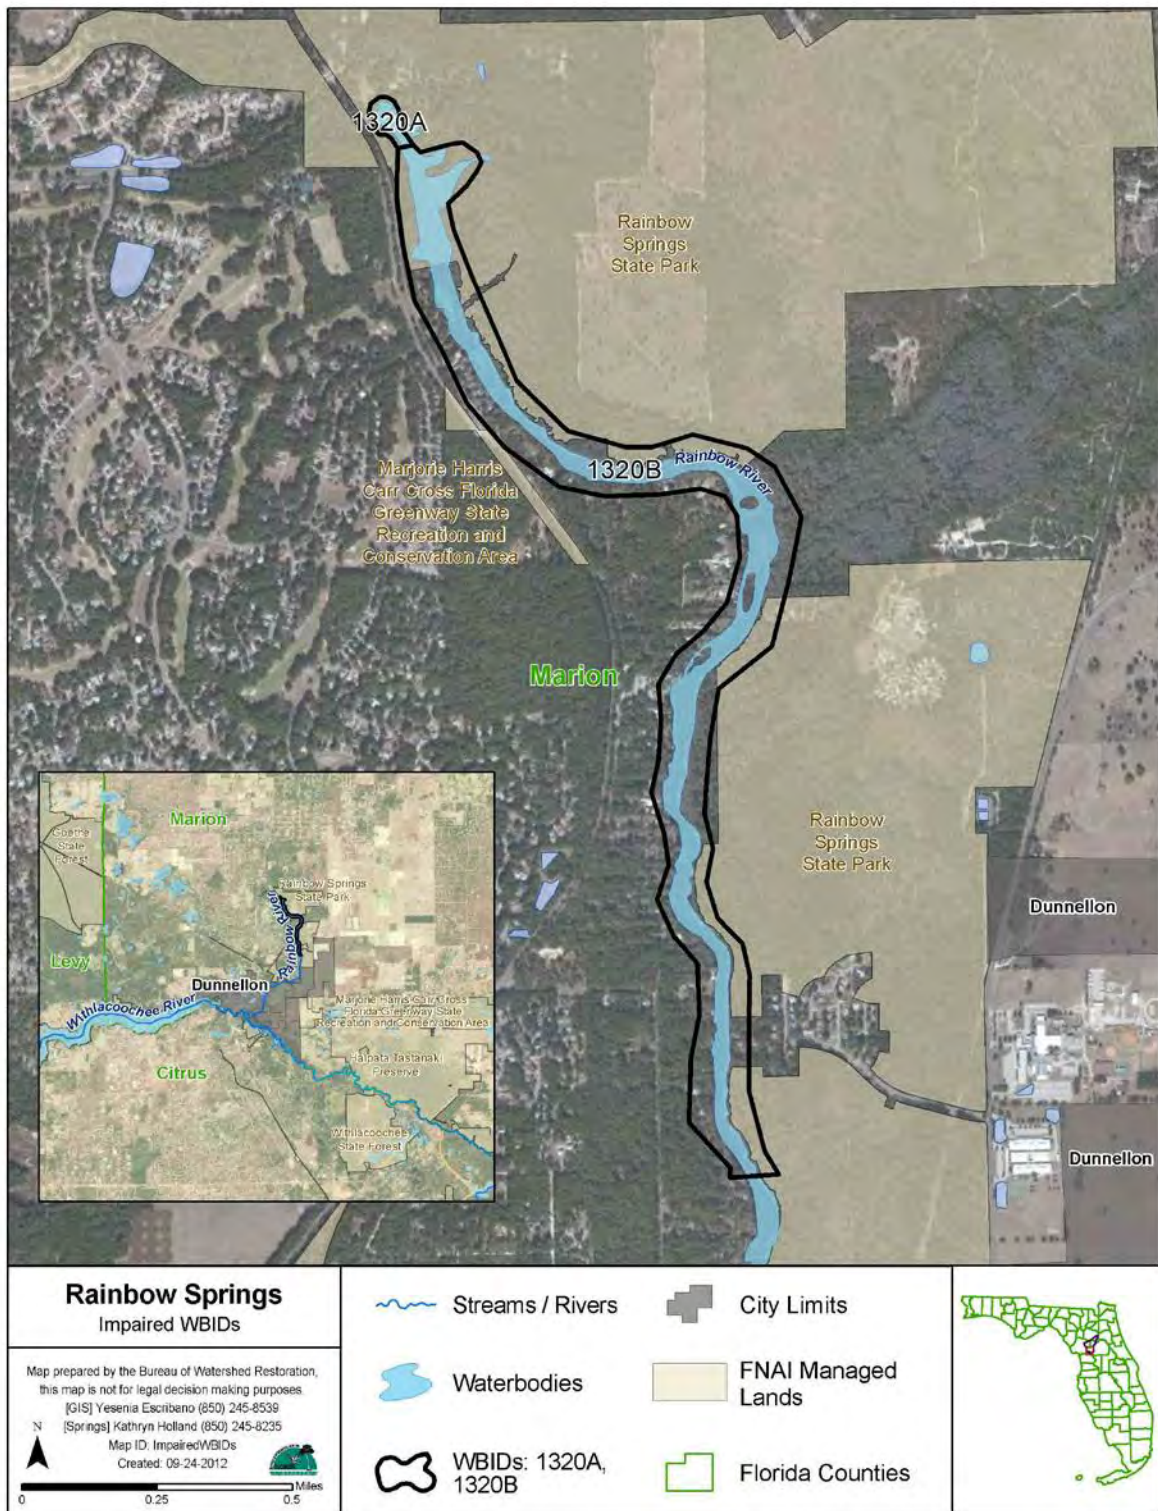 1320A
Rainbow
Springs
State Park
Marjorie Harris
Carr Cross Florida
Greenway State
Recreation and
Conservation Area
1320B
Rainbow River
Marion
Rainbow
Springs
State Park
Dunnellon
Dunnellon
Marion
Goethe
State
Forest
Rainbow Springs
State Park
Rainbow River
Levy
Dunnellon
Withlacoochee River
Marjorie Harris Carr Cross
Florida Greenway State
Recreation and Conservation Area
Citrus
Halpata Tastanaki
Preserve
Withlacoochee
State Forest
Rainbow Springs
Impaired WBIDs
Map prepared by the Bureau of Watershed Restoration,
this map is not for legal decision making purposes.
[GIS] Yesenia Escribano (850) 245-8539
[Springs] Kathryn Holland (850) 245-8235
Map ID: ImpairedWBIDs
Created: 09-24-2012
N
Miles
0 0.25 0.5
Streams / Rivers
City Limits
Waterbodies
FNAI Managed
Lands
WBIDs: 1320A,
1320B
Florida Counties